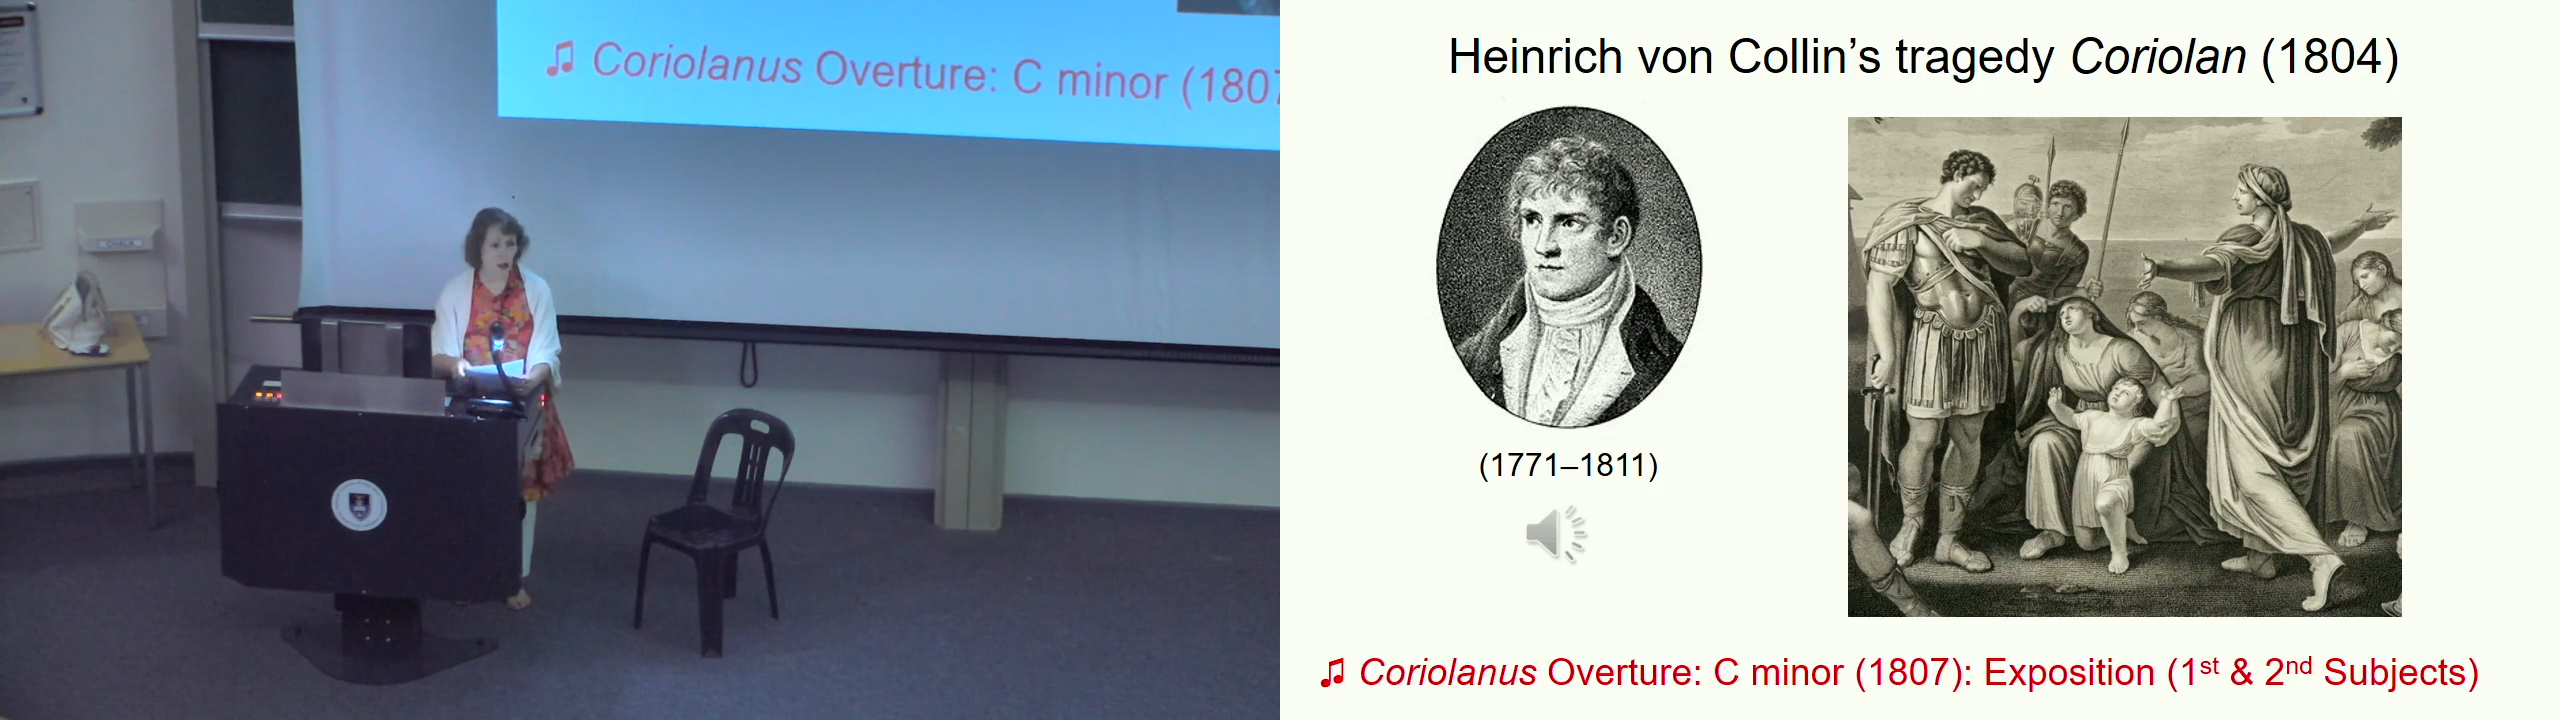 CHALK
♫ Coriolanus Overture: C minor (1807
Heinrich von Collin’s tragedy Coriolan (1804)
(1771–1811)
♫ Coriolanus Overture: C minor (1807): Exposition (1st & 2nd Subjects)